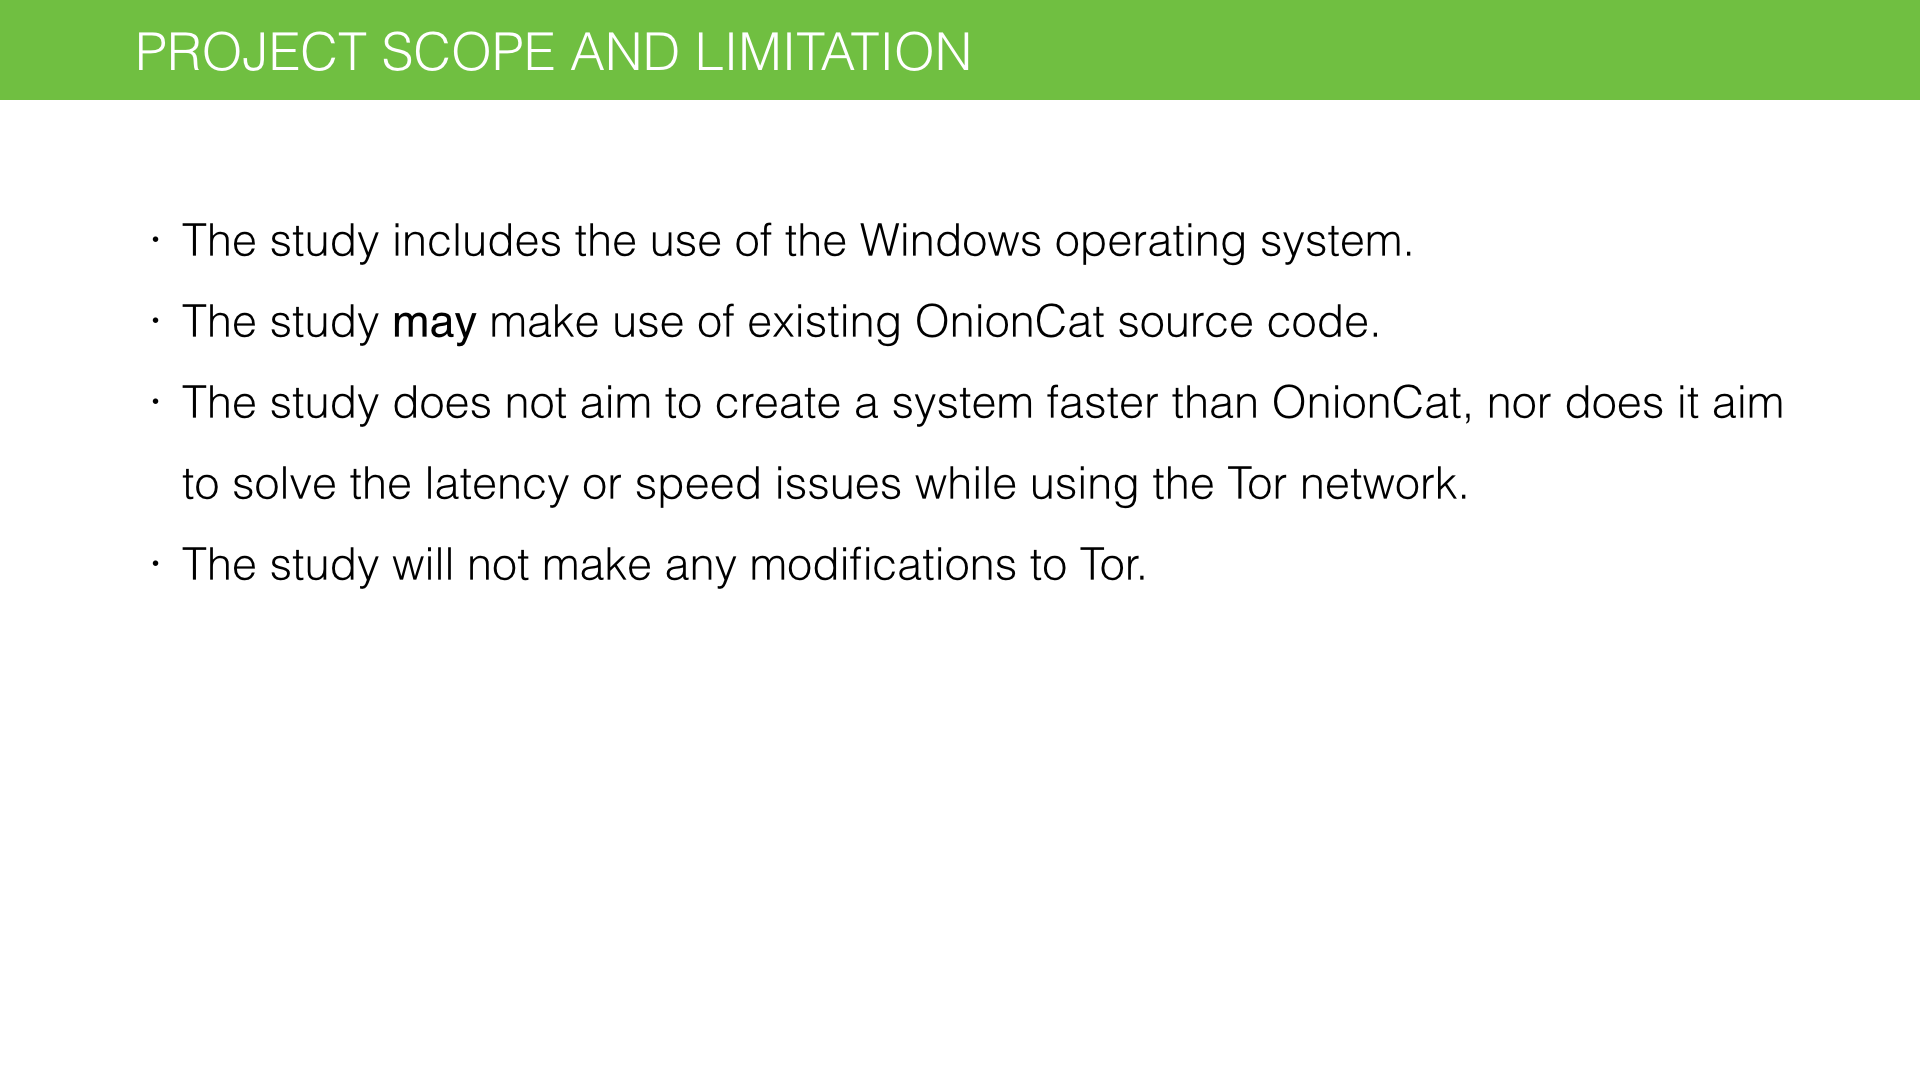 PROJECT SCOPE AND LIMITATION
· The study includes the use of the Windows operating system.
· The study may make use of existing OnionCat source code.
· The study does not aim to create a system faster than OnionCat, nor does it aim
to solve the latency or speed issues while using the Tor network.
· The study will not make any modifications to Tor.